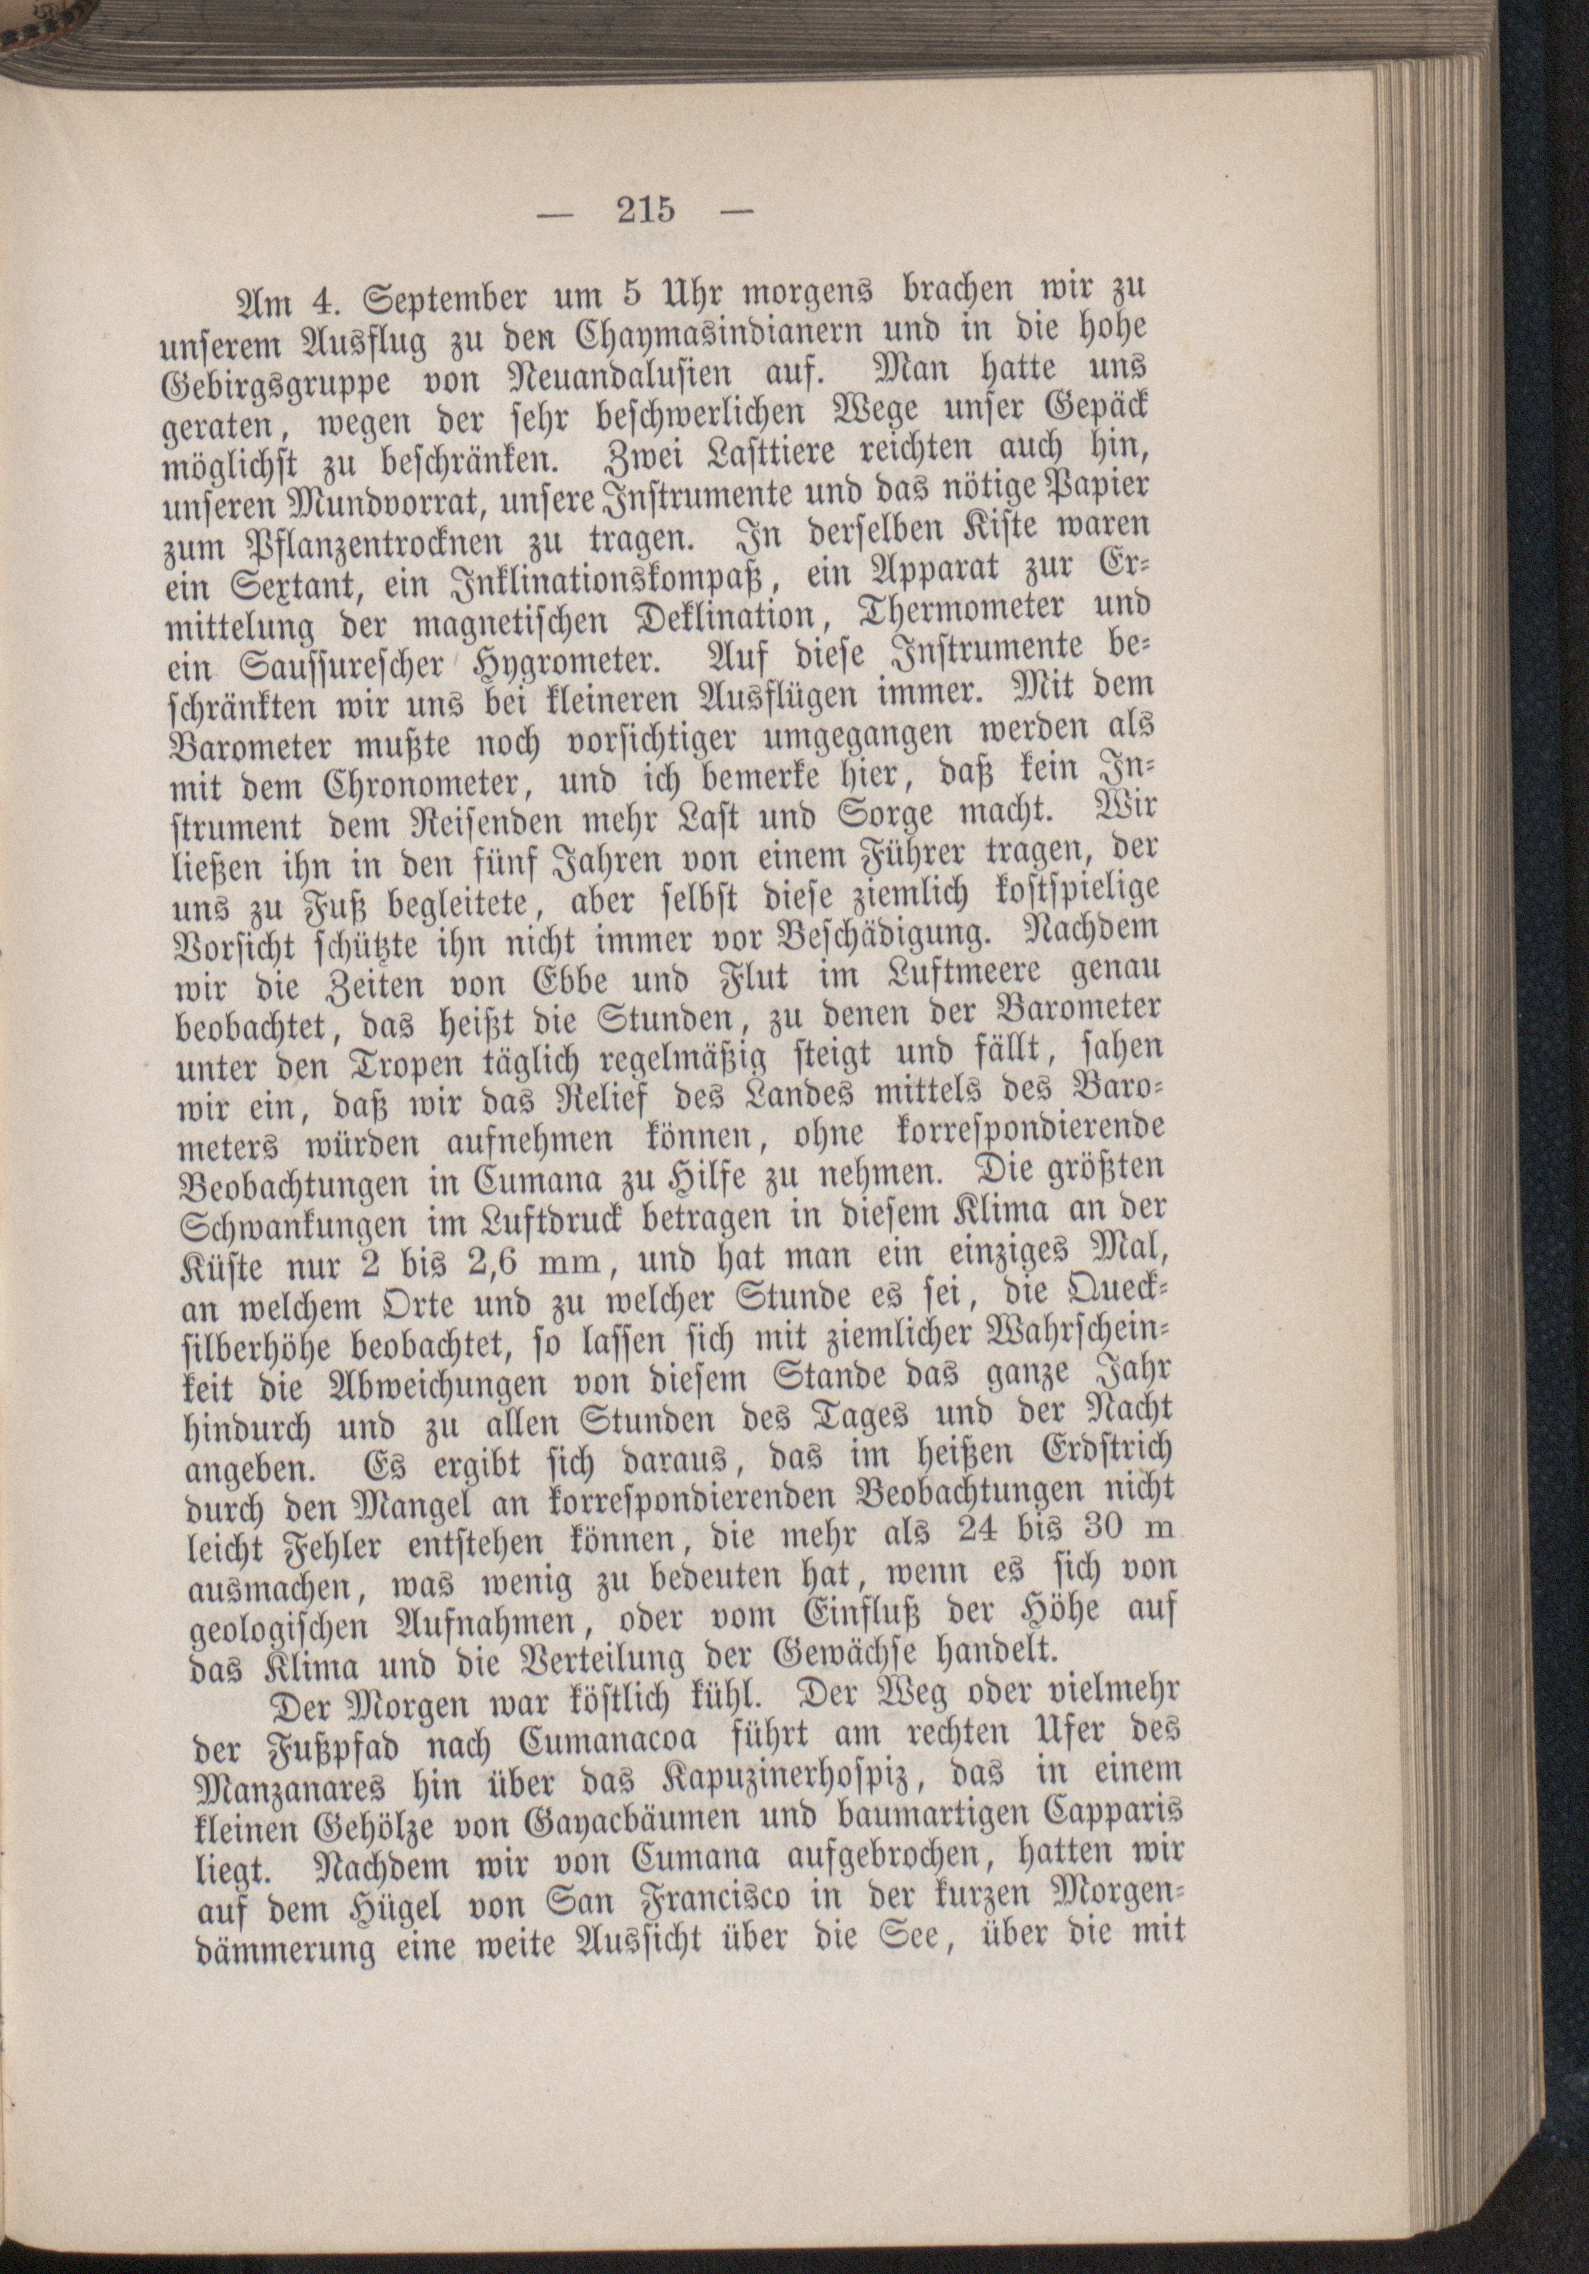 — 215 —
Am 4. September um 5 Uhr morgens brachen wir zu
unserem Ausflug zu den Chaymasindianern und in die hohe
Gebirgsgruppe von Neuandalusien auf. Man hatte uns
geraten, wegen der sehr beschwerlichen Wege unser Gepäck
möglichst zu beschränken. Zwei Lasttiere reichten auch hin,
unseren Mundvorrat, unsere Instrumente und das nötige Papier
zum Pflanzentrocknen zu tragen. In derselben Kiste waren
ein Sextant, ein Inklinationskompaß, ein Apparat zur Er-
mittelung der magnetischen Deklination, Thermometer und
ein Saussurescher Hygrometer. Auf diese Instrumente be-
schränkten wir uns bei kleineren Ausflügen immer. Mit dem
Barometer mußte noch vorsichtiger umgegangen werden als
mit dem Chronometer, und ich bemerke hier, daß kein In-
strument dem Reisenden mehr Last und Sorge macht. Wir
ließen ihn in den fünf Jahren von einem Führer tragen, der
uns zu Fuß begleitete, aber selbst diese ziemlich kostspielige
Vorsicht schützte ihn nicht immer vor Beschädigung. Nachdem
wir die Zeiten von Ebbe und Flut im Luftmeere genau
beobachtet, das heißt die Stunden, zu denen der Barometer
unter den Tropen täglich regelmäßig steigt und fällt, sahen
wir ein, daß wir das Relief des Landes mittels des Baro-
meters würden aufnehmen können, ohne korrespondierende
Beobachtungen in Cumana zu Hilfe zu nehmen. Die größten
Schwankungen im Luftdruck betragen in diesem Klima an der
Küste nur 2 bis 2,6 mm, und hat man ein einziges Mal,
an welchem Orte und zu welcher Stunde es sei, die Queck-
silberhöhe beobachtet, so lassen sich mit ziemlicher Wahrschein-
keit die Abweichungen von diesem Stande das ganze Jahr
hindurch und zu allen Stunden des Tages und der Nacht
angeben. Es ergibt sich daraus, das im heißen Erdstrich
durch den Mangel an korrespondierenden Beobachtungen nicht
leicht Fehler entstehen können, die mehr als 24 bis 30 m
ausmachen, was wenig zu bedeuten hat, wenn es sich von
geologischen Aufnahmen, oder vom Einfluß der Höhe auf
das Klima und die Verteilung der Gewächse handelt.
Der Morgen war köstlich kühl. Der Weg oder vielmehr
der Fußpfad nach Cumanacoa führt am rechten Ufer des
Manzanares hin über das Kapuzinerhospiz, das in einem
kleinen Gehölze von Gayacbäumen und baumartigen Capparis
liegt. Nachdem wir von Cumana aufgebrochen, hatten wir
auf dem Hügel von San Francisco in der kurzen Morgen-
dämmerung eine weite Aussicht über die See, über die mit